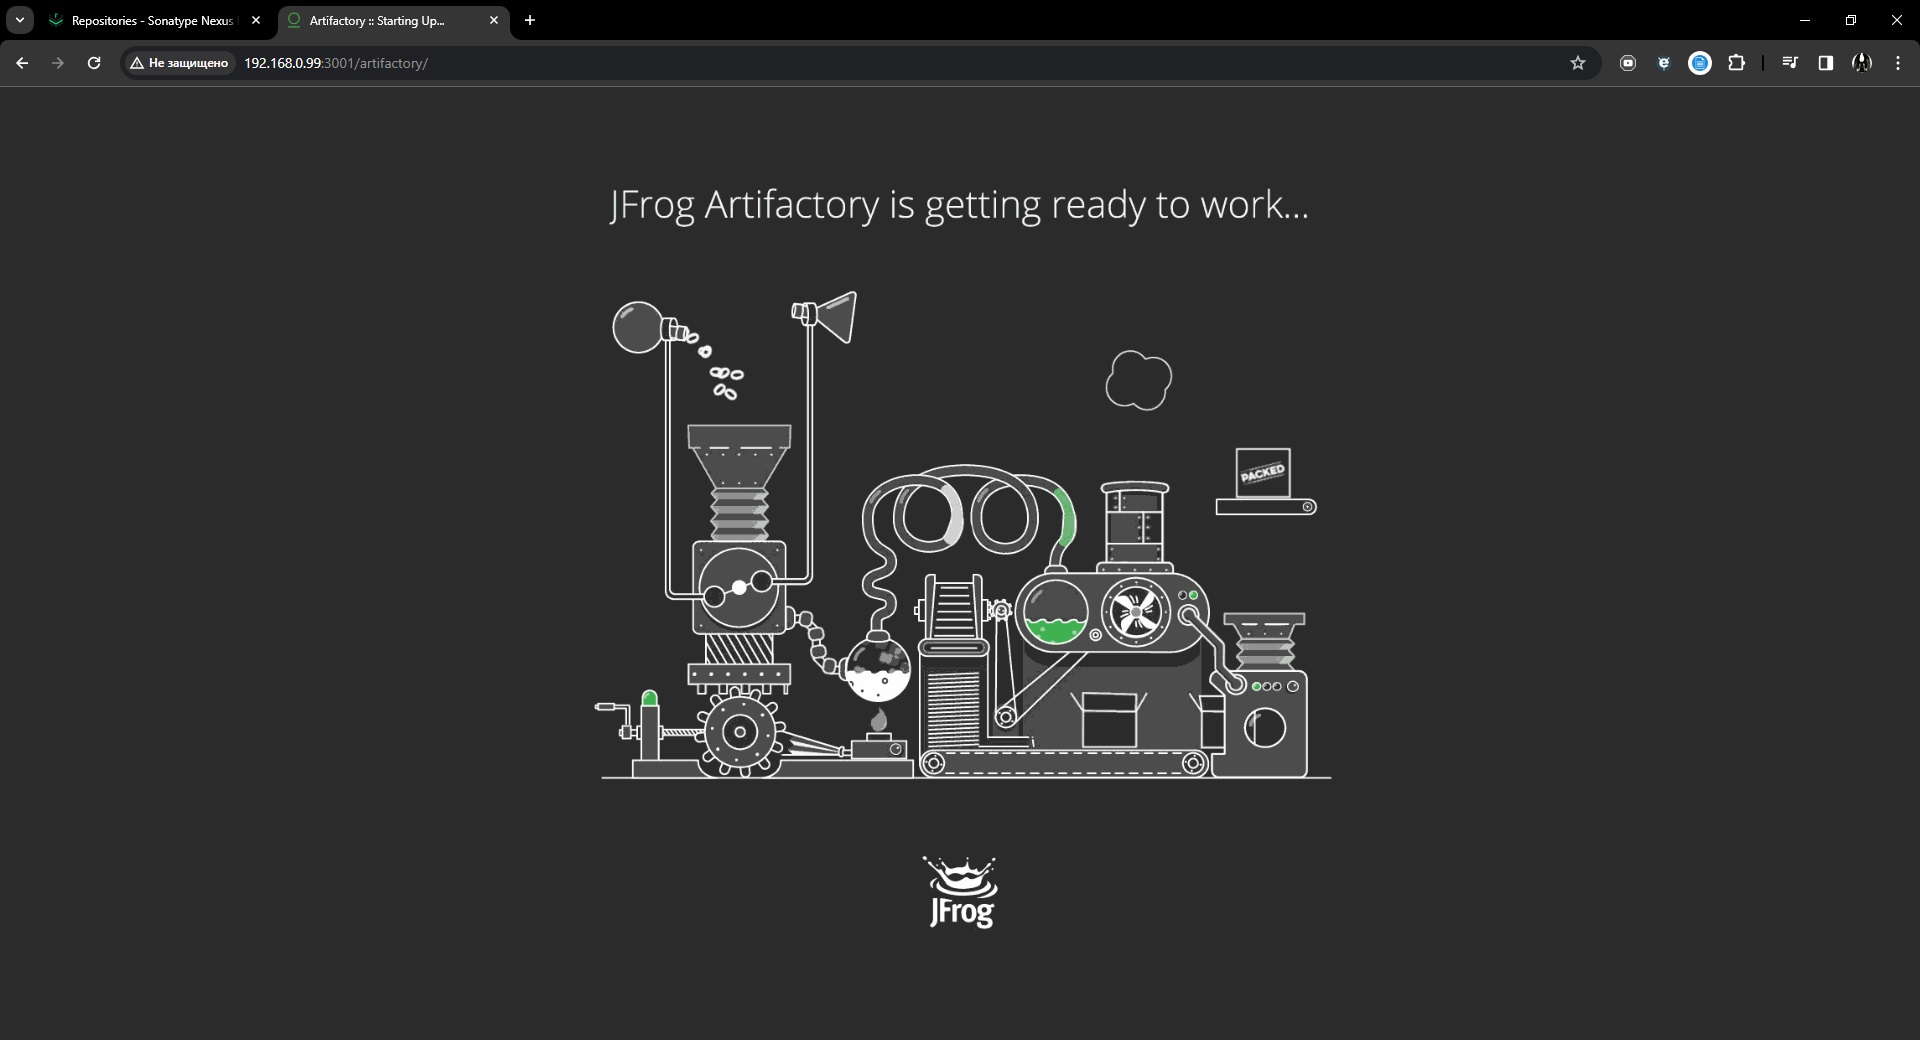 Repositories - Sonatype Nexus
Artifactory :: Starting Up...
Не защищено
192.168.0.99:3001/artifactory/
JFrog Artifactory is getting ready to work...
PACKED
JFrog